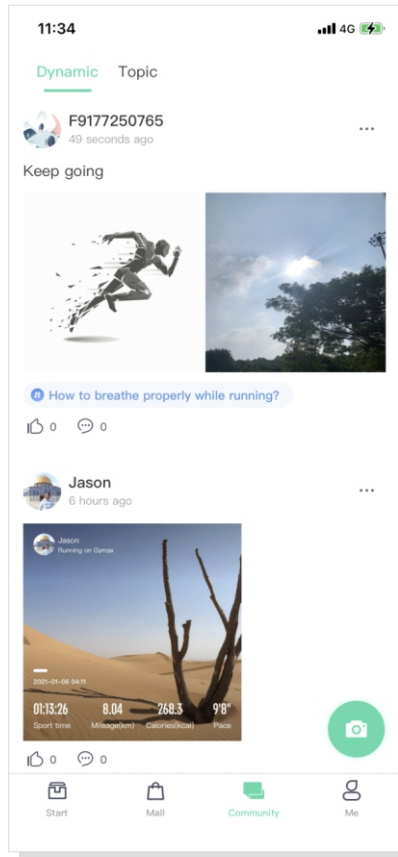 11:34
4G
Dynamic Topic
F9177250765
49 seconds ago
Keep going
# How to breathe properly while running?
0 0
Jason
6 hours ago
Jason
Running on Gymax
2021-01-06 04:11
01:13:26 8.04 268.3 9'8"
Sport time Mileage(km) Calories(kcal) Pace
0 0
Start Mall Community Me